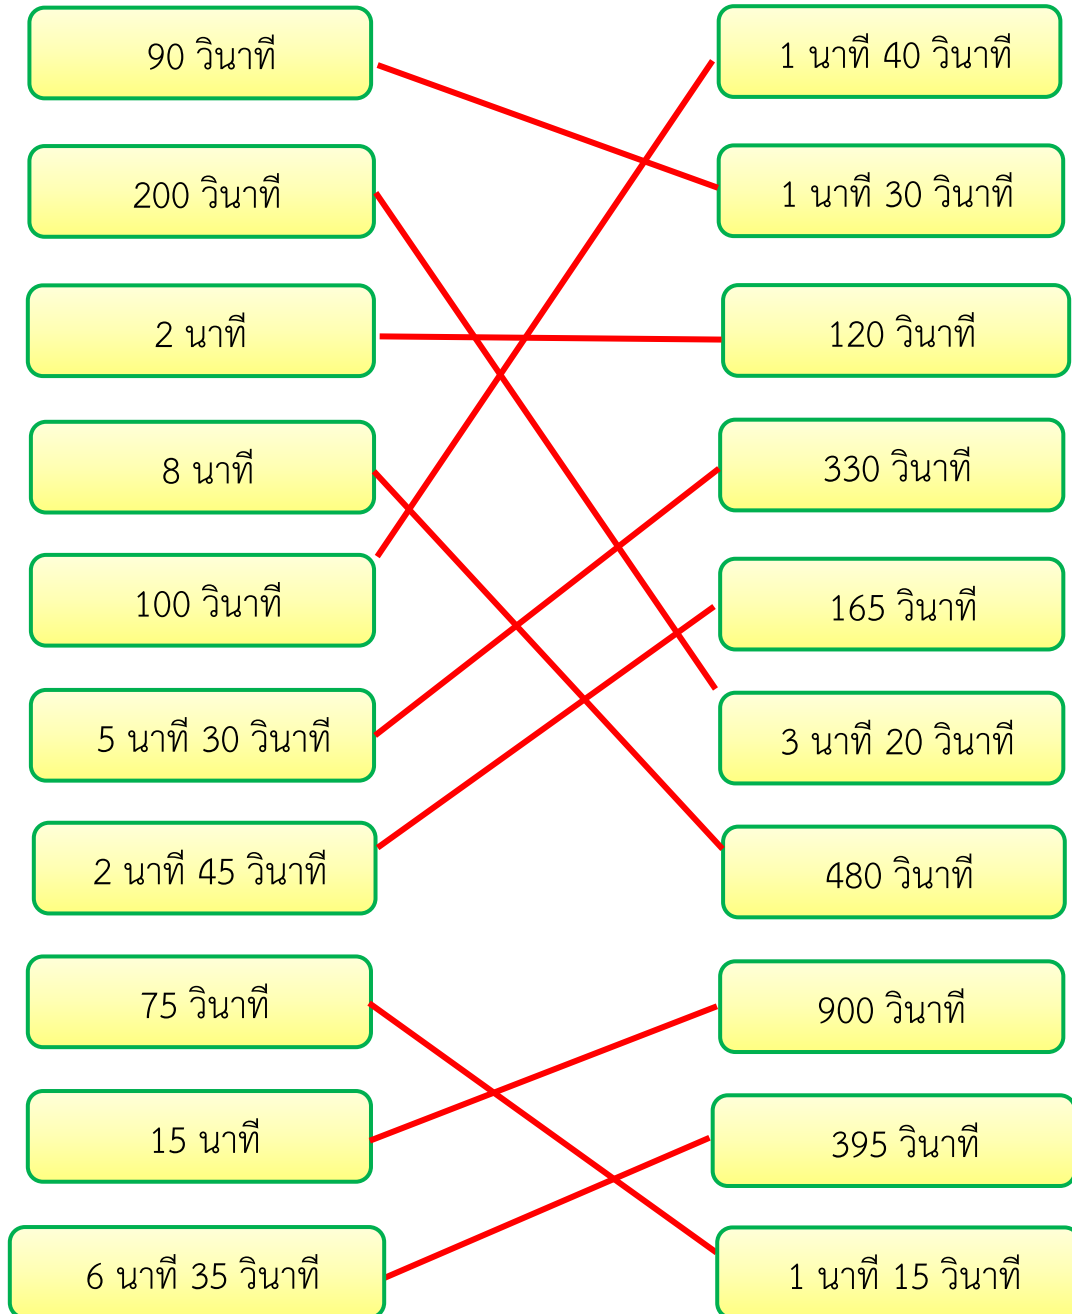 90 วินาที
1 นาที 40 วินาที
200 วินาที
1 นาที 30 วินาที
2 นาที
120 วินาที
8 นาที
330 วินาที
100 วินาที
165 วินาที
5 นาที 30 วินาที
3 นาที 20 วินาที
2 นาที 45 วินาที
480 วินาที
75 วินาที
900 วินาที
15 นาที
395 วินาที
6 นาที 35 วินาที
1 นาที 15 วินาที